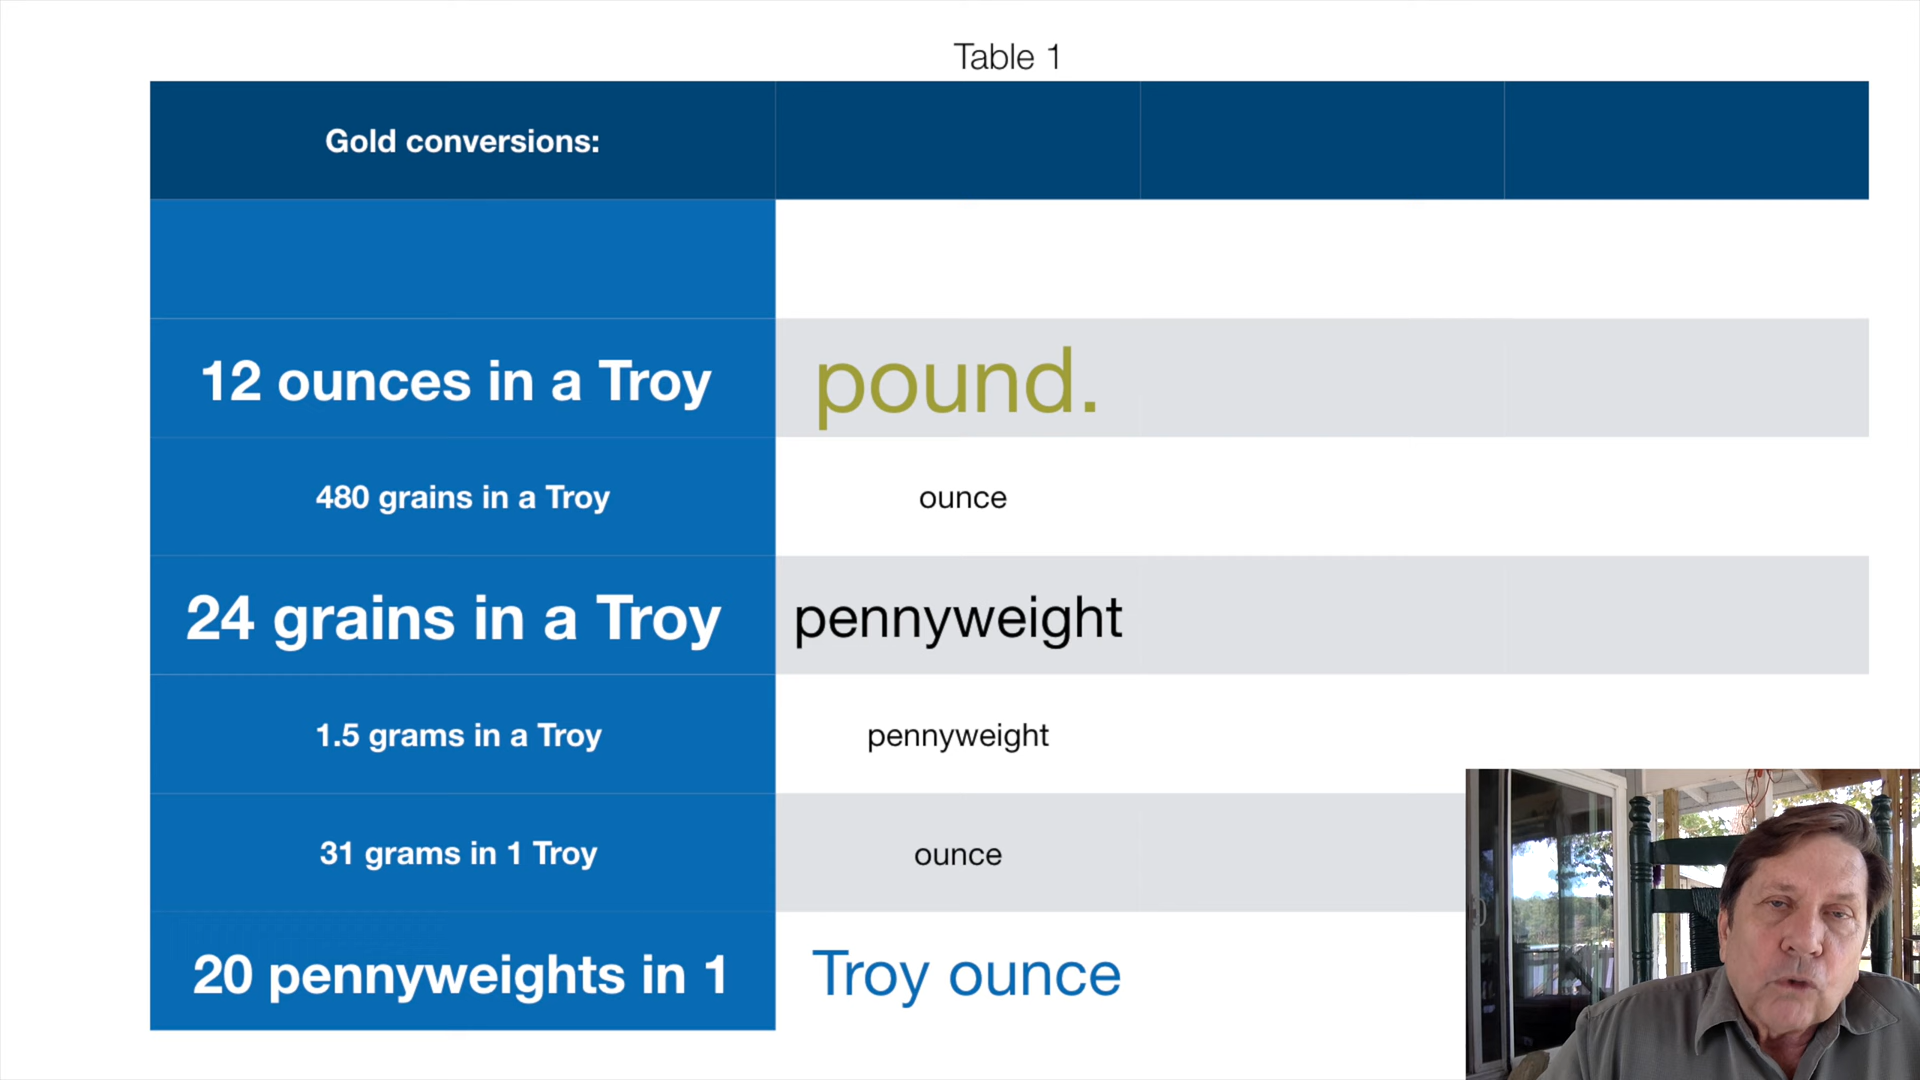 Table 1
Gold conversions:
12 ounces in a Troy pound.
480 grains in a Troy ounce
24 grains in a Troy pennyweight
1.5 grams in a Troy pennyweight
31 grams in 1 Troy ounce
20 pennyweights in 1 Troy ounce